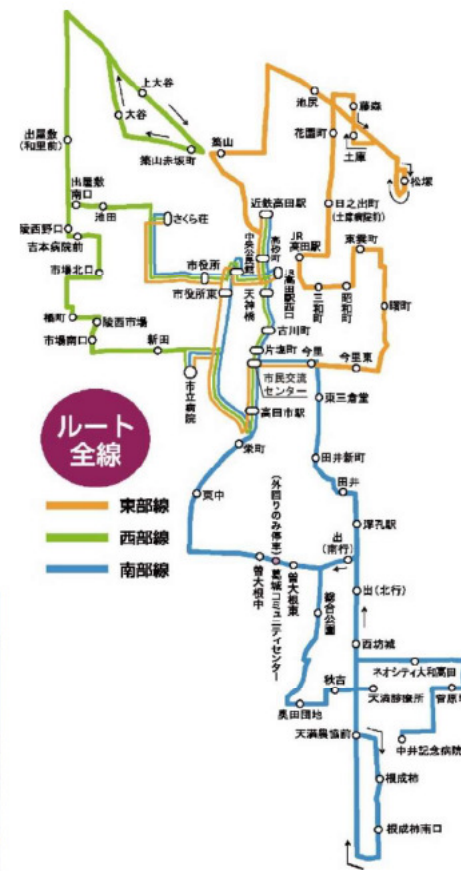 上大谷
大谷
築山赤坂町
築山
池尻
藤森
花園町
土庫
松塚
出屋敷
(和里前)
出屋敷
南口
池田
さくら荘
近鉄高田駅
日之出町
(土庫病院前)
陵西野口
吉本病院前
市場北口
市役所
市役所東
中央公民館
高砂町
JR
高田駅西口
天神橋
JR
高田駅
東雲町
三和町
昭和町
曙町
橋町
陵西市場
市場南口
新田
市立病院
古川町
片塩町
今里
今里東
市民交流
センター
高田市駅
栄町
東三倉堂
ルート
全線
東部線
西部線
南部線
東中
田井新町
田井
浮孔駅
出
(南行)
(外回りのみ停車)
葛城コミュニティセンター
曽大根中
曽大根東
総合公園
出(北行)
西坊城
ネオシティ大和高田
秋吉
天満診療所
菅原
奥田団地
天満農協前
中井記念病院
根成柿
根成柿南口